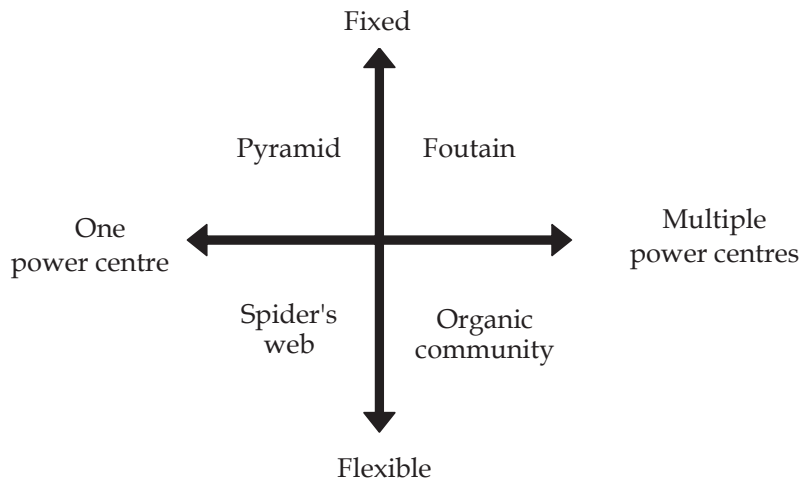 Fixed
Pyramid
Foutain
One
power centre
Multiple
power centres
Spider's
web
Organic
community
Flexible